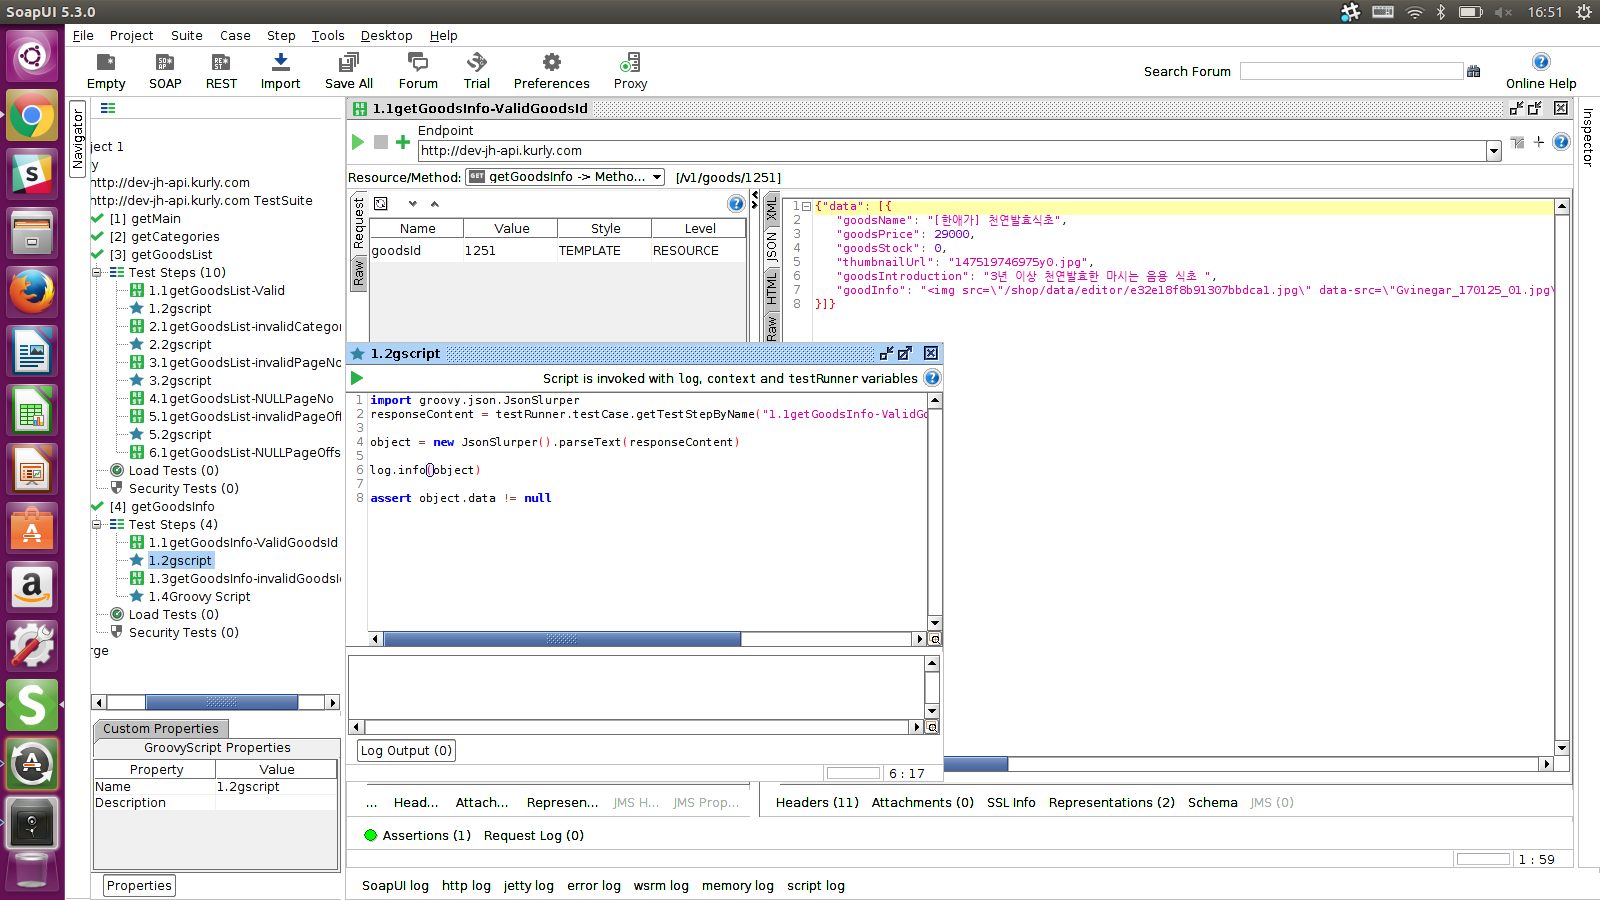 SoapUI 5.3.0
16:51
File Project Suite Case Step Tools Desktop Help
Empty SOAP REST Import Save All Forum Trial Preferences Proxy
Search Forum
Online Help
Navigator
Inspector
ject 1
y
http://dev-jh-api.kurly.com
http://dev-jh-api.kurly.com TestSuite
[1] getMain
[2] getCategories
[3] getGoodsList
Test Steps (10)
1.1getGoodsList-Valid
1.2gscript
2.1getGoodsList-invalidCategor
2.2gscript
3.1getGoodsList-invalidPageNo
3.2gscript
4.1getGoodsList-NULLPageNo
5.1getGoodsList-invalidPageOff
5.2gscript
6.1getGoodsList-NULLPageOffs
Load Tests (0)
Security Tests (0)
[4] getGoodsInfo
Test Steps (4)
1.1getGoodsInfo-ValidGoodsId
1.2gscript
1.3getGoodsInfo-invalidGoodsId
1.4Groovy Script
Load Tests (0)
Security Tests (0)
rge
Custom Properties
GroovyScript Properties
Property Value
Name 1.2gscript
Description
Properties
1.1getGoodsInfo-ValidGoodsId
Endpoint
http://dev-jh-api.kurly.com
Resource/Method: GET getGoodsInfo -> Metho... [/v1/goods/1251]
Request
Raw
Name Value Style Level
goodsId 1251 TEMPLATE RESOURCE
XML
JSON
HTML
Raw
1 {"data": [{
2 "goodsName": "[한애가] 천연발효식초",
3 "goodsPrice": 29000,
4 "goodsStock": 0,
5 "thumbnailUrl": "147519746975y0.jpg",
6 "goodsIntroduction": "3년 이상 천연발효한 마시는 음용 식초 ",
7 "goodInfo": "<img src=\"/shop/data/editor/e32e18f8b91307bbdca1.jpg\" data-src=\"Gvinegar_170125_01.jpg\
8 }]}
1.2gscript
Script is invoked with log, context and testRunner variables
1 import groovy.json.JsonSlurper
2 responseContent = testRunner.testCase.getTestStepByName("1.1getGoodsInfo-ValidGo
3
4 object = new JsonSlurper().parseText(responseContent)
5
6 log.info(object)
7
8 assert object.data != null
Log Output (0)
6 : 17
... Head... Attach... Represen... JMS H... JMS Prop...
Headers (11) Attachments (0) SSL Info Representations (2) Schema JMS (0)
Assertions (1) Request Log (0)
1 : 59
SoapUI log http log jetty log error log wsrm log memory log script log